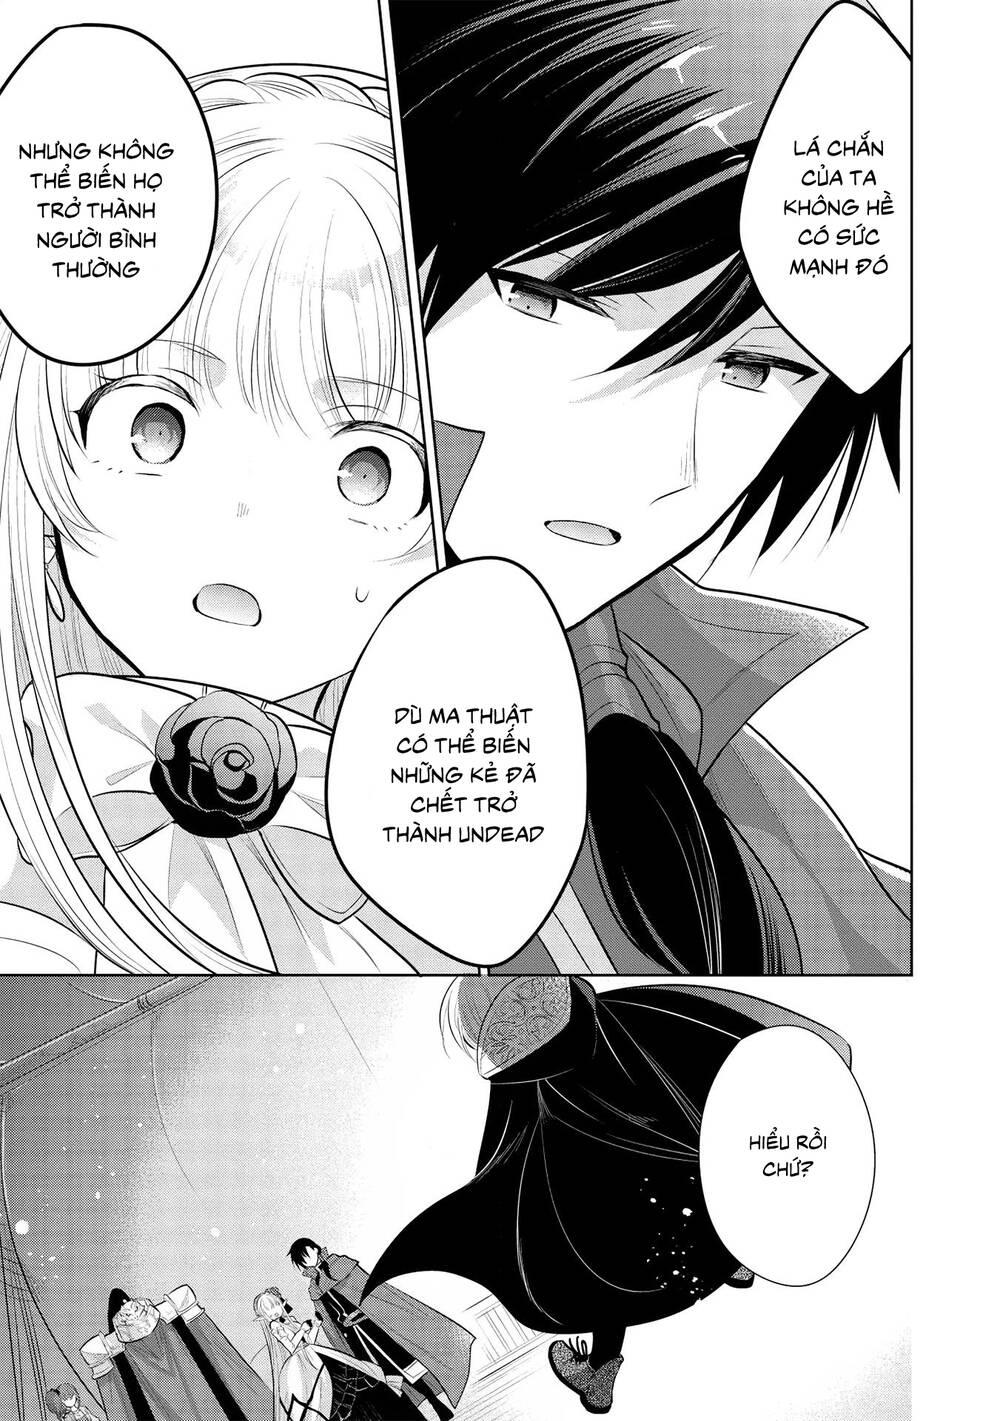 LÁ CHẮN
CỦA TA
KHÔNG HỀ
CÓ SỨC
MẠNH ĐÓ
DÙ MA THUẬT
CÓ THỂ BIẾN
NHỮNG KẺ ĐÃ
CHẾT TRỞ
THÀNH UNDEAD
NHƯNG KHÔNG
THỂ BIẾN HỌ
TRỞ THÀNH
NGƯỜI BÌNH
THƯỜNG
HIỂU RỒI
CHỨ?